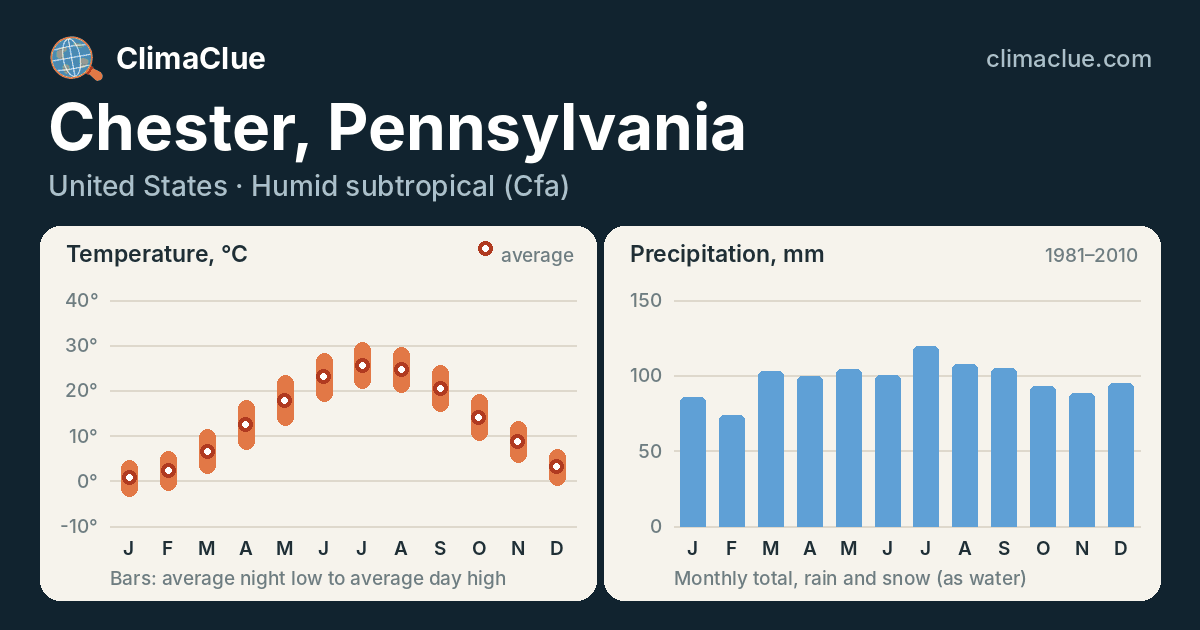 ClimaClue
climaclue.com
Chester, Pennsylvania
United States · Humid subtropical (Cfa)
Temperature, °C
average
40°
30°
20°
10°
0°
-10°
J F M A M J J A S O N D
Bars: average night low to average day high
Precipitation, mm
1981–2010
150
100
50
0
J F M A M J J A S O N D
Monthly total, rain and snow (as water)